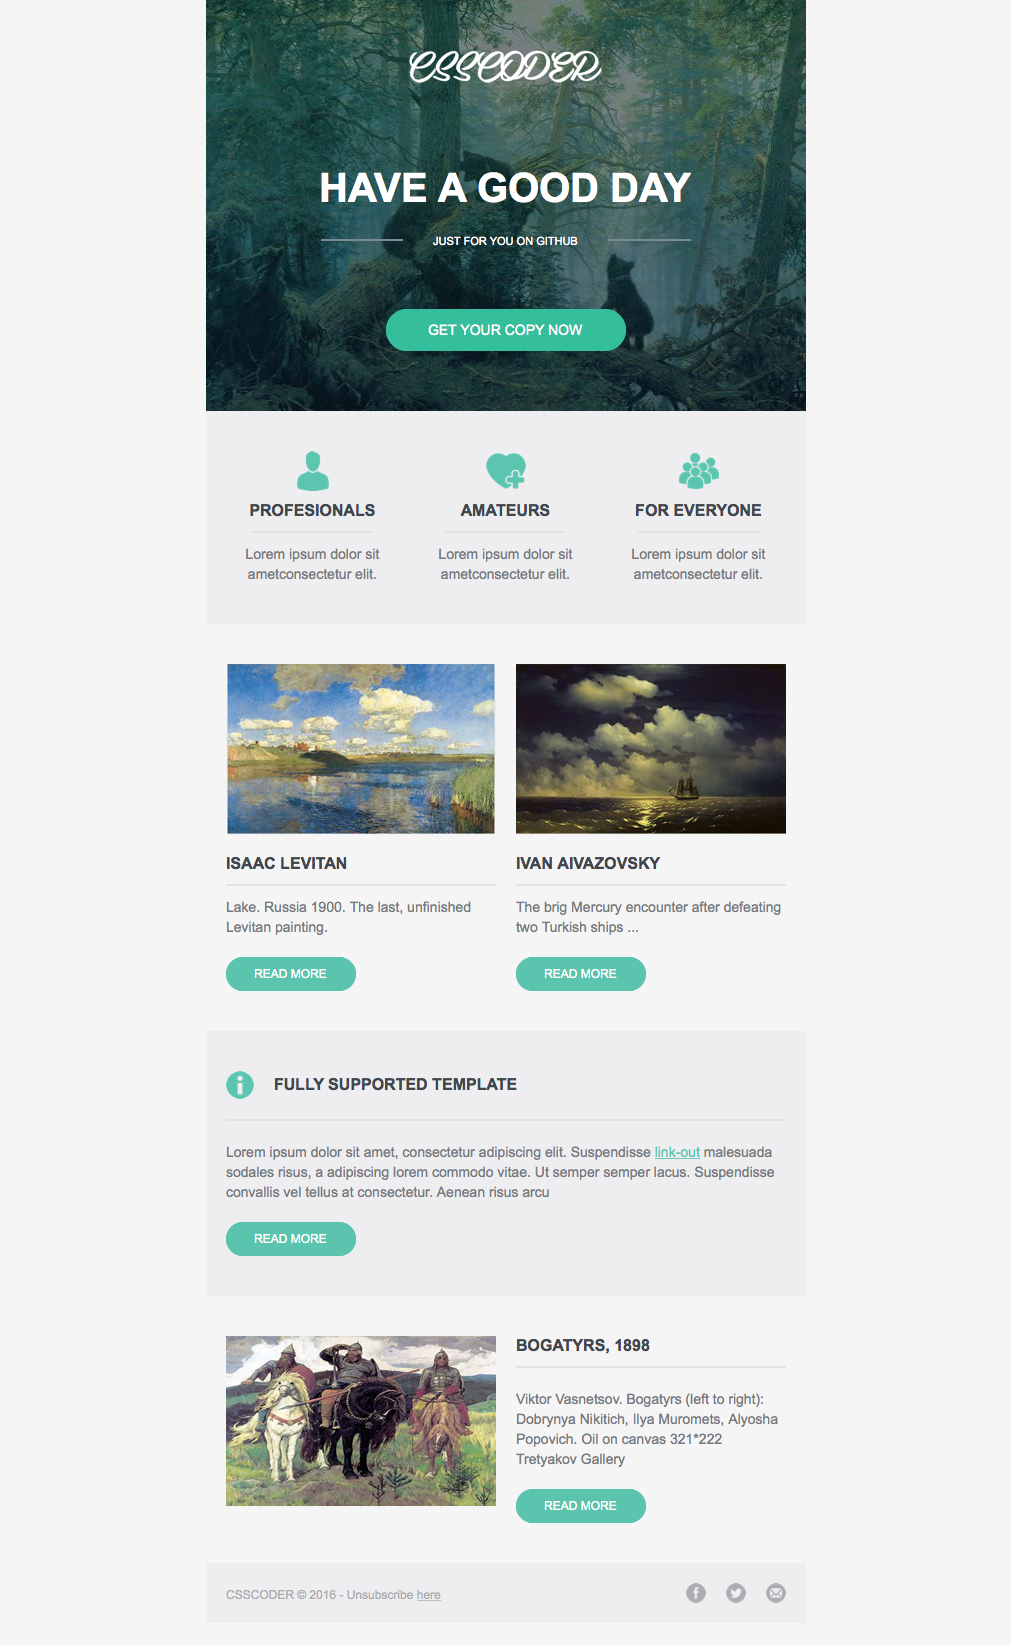 CSSCODER
HAVE A GOOD DAY
JUST FOR YOU ON GITHUB
GET YOUR COPY NOW
PROFESIONALS
Lorem ipsum dolor sit
ametconsectetur elit.
AMATEURS
Lorem ipsum dolor sit
ametconsectetur elit.
FOR EVERYONE
Lorem ipsum dolor sit
ametconsectetur elit.
ISAAC LEVITAN
Lake. Russia 1900. The last, unfinished
Levitan painting.
READ MORE
IVAN AIVAZOVSKY
The brig Mercury encounter after defeating
two Turkish ships ...
READ MORE
FULLY SUPPORTED TEMPLATE
Lorem ipsum dolor sit amet, consectetur adipiscing elit. Suspendisse link-out malesuada
sodales risus, a adipiscing lorem commodo vitae. Ut semper semper lacus. Suspendisse
convallis vel tellus at consectetur. Aenean risus arcu
READ MORE
BOGATYRS, 1898
Viktor Vasnetsov. Bogatyrs (left to right):
Dobrynya Nikitich, Ilya Muromets, Alyosha
Popovich. Oil on canvas 321*222
Tretyakov Gallery
READ MORE
CSSCODER © 2016 - Unsubscribe here